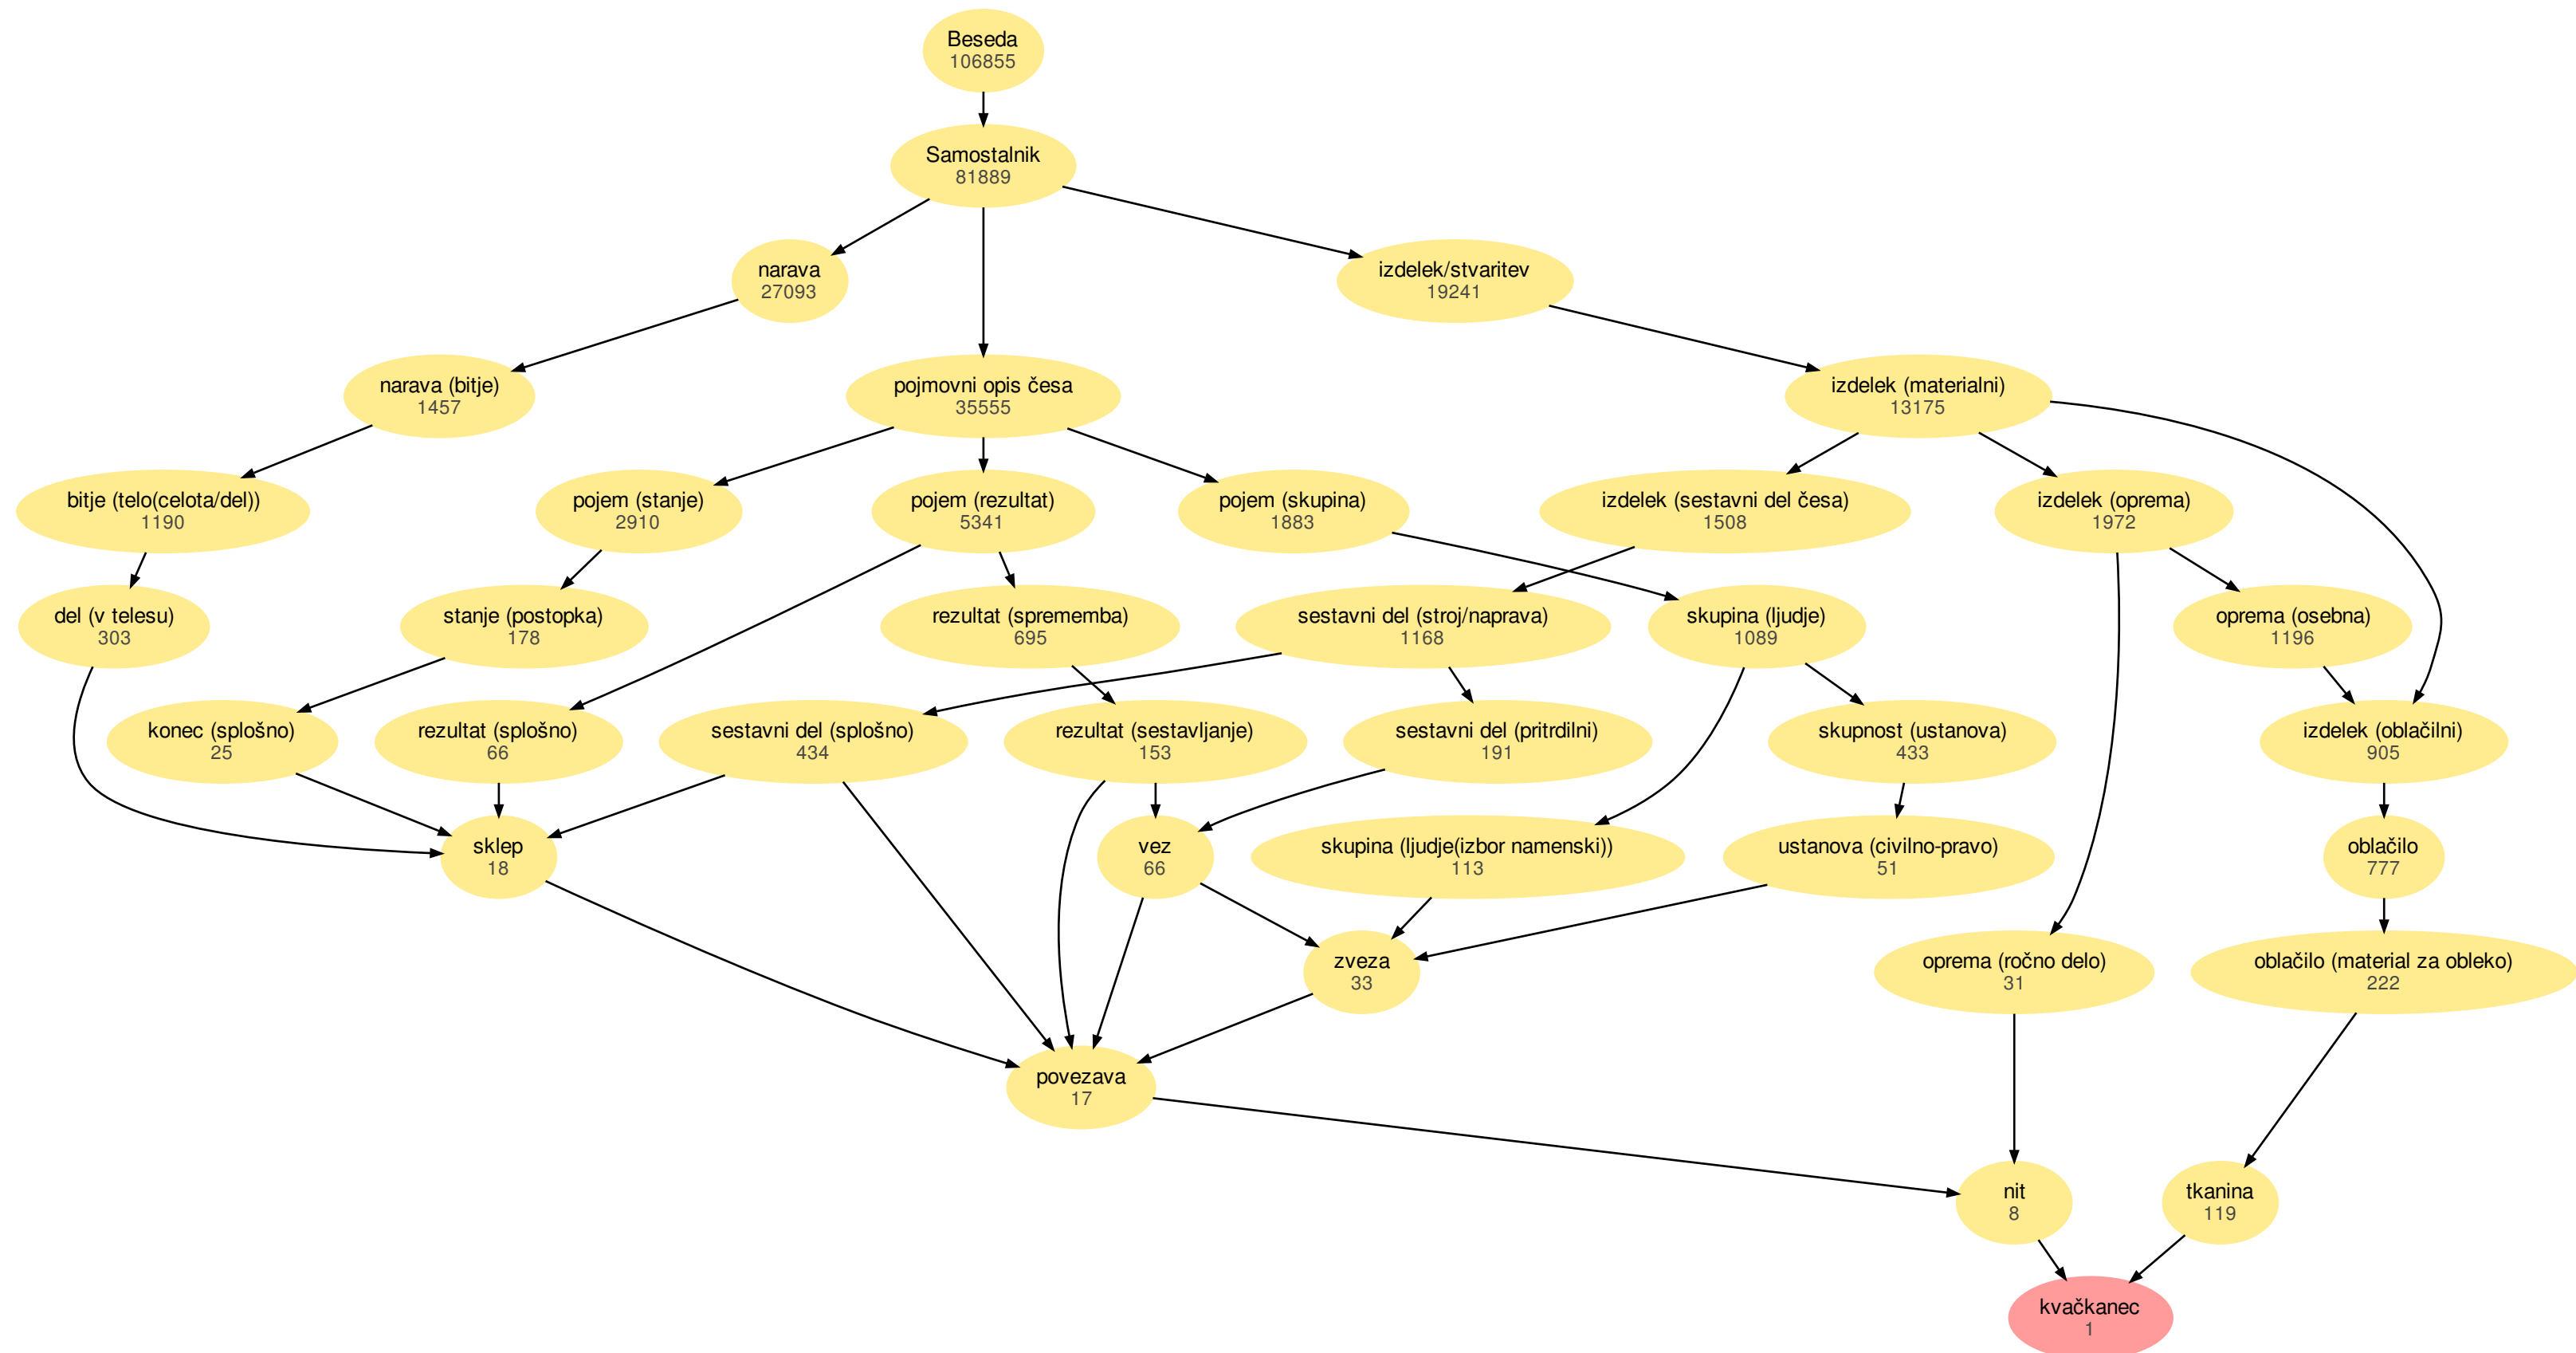 Beseda
106855
Samostalnik
81889
narava
27093
izdelek/stvaritev
19241
narava (bitje)
1457
pojmovni opis česa
35555
izdelek (materialni)
13175
bitje (telo(celota/del))
1190
pojem (stanje)
2910
pojem (rezultat)
5341
pojem (skupina)
1883
izdelek (sestavni del česa)
1508
izdelek (oprema)
1972
del (v telesu)
303
stanje (postopka)
178
rezultat (sprememba)
695
sestavni del (stroj/naprava)
1168
skupina (ljudje)
1089
oprema (osebna)
1196
konec (splošno)
25
rezultat (splošno)
66
sestavni del (splošno)
434
rezultat (sestavljanje)
153
sestavni del (pritrdilni)
191
skupnost (ustanova)
433
izdelek (oblačilni)
905
sklep
18
vez
66
skupina (ljudje(izbor namenski))
113
ustanova (civilno-pravo)
51
oblačilo
777
zveza
33
oprema (ročno delo)
31
oblačilo (material za obleko)
222
povezava
17
nit
8
tkanina
119
kvačkanec
1